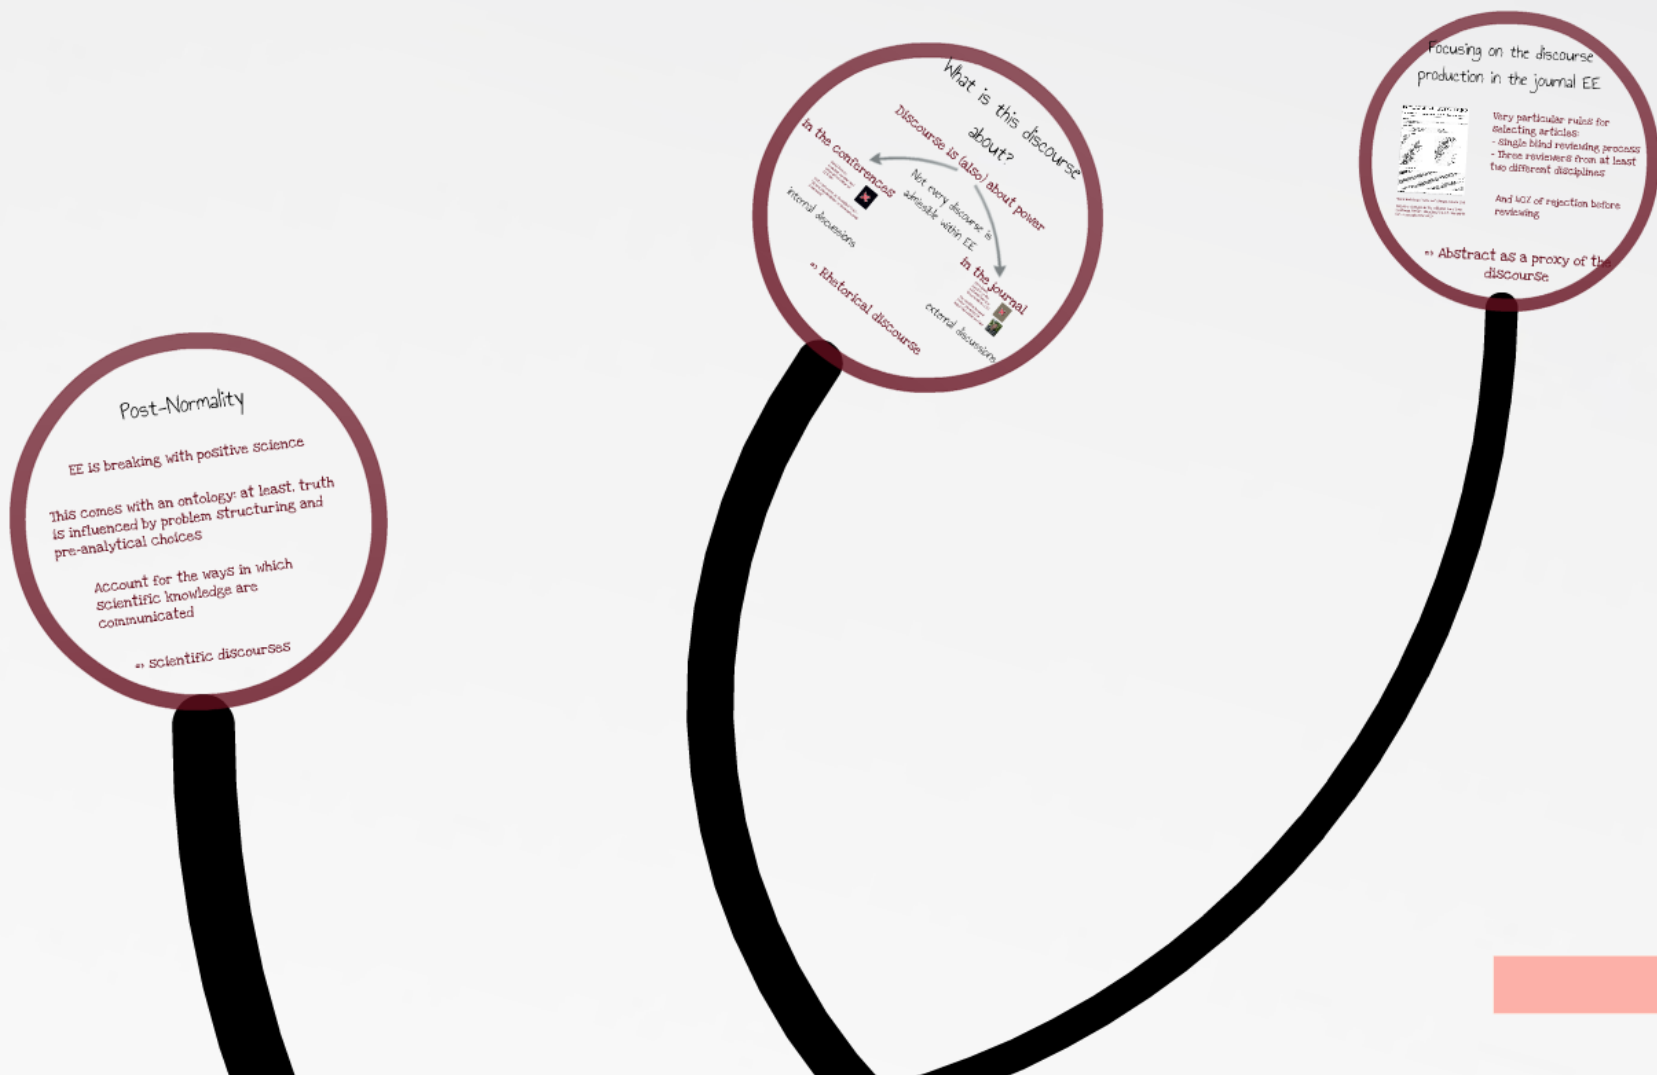 Post-Normality
EE is breaking with positive science
This comes with an ontology: at least, truth
is influenced by problem structuring and
pre-analytical choices
Account for the ways in which
scientific knowledge are
communicated
=> scientific discourses
What is this discourse
about?
Discourse is (also) about power
Not every discourse is
admissible within EE
In the conferences
internal discussions
In the journal
external discussions
=> Rhetorical discourse
Focusing on the discourse
production in the journal EE
Very particular rules for
selecting articles:
- Single blind reviewing process
- Three reviewers from at least
two different disciplines
And 40% of rejection before
reviewing
=> Abstract as a proxy of the
discourse